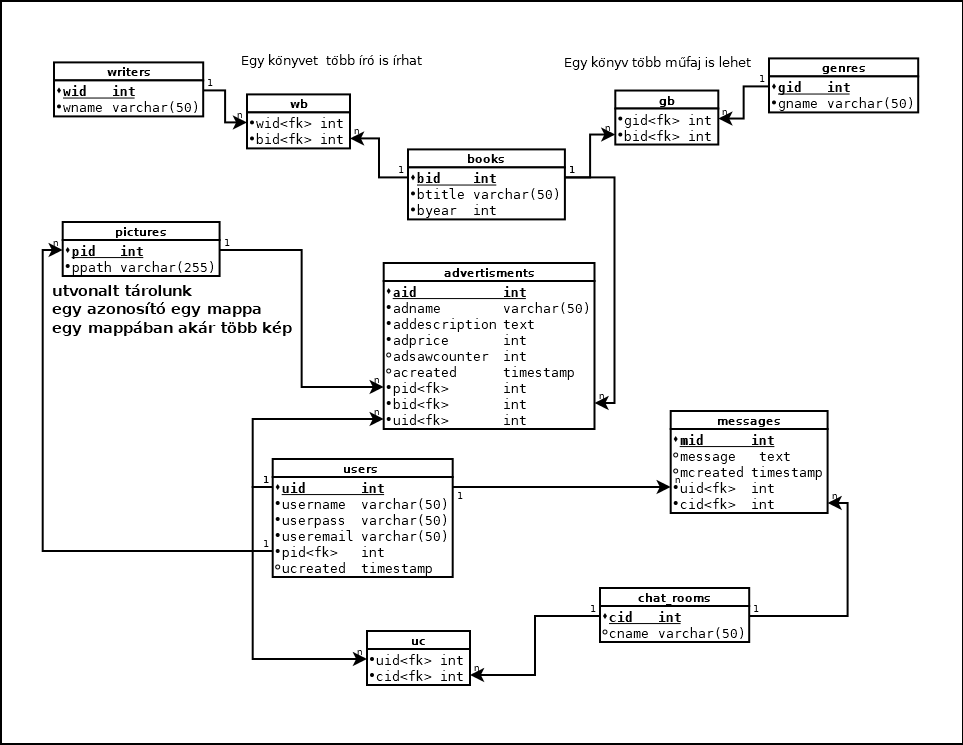 Egy könyvet több író is írhat
Egy könyv több műfaj is lehet
writers
wid int
wname varchar(50)
1
n
wb
wid<fk> int
bid<fk> int
n
genres
gid int
gname varchar(50)
1
n
gb
gid<fk> int
bid<fk> int
n
books
1
1
bid int
btitle varchar(50)
byear int
pictures
n
1
pid int
ppath varchar(255)
utvonalt tárolunk
egy azonosító egy mappa
egy mappában akár több kép
advertisments
aid int
adname varchar(50)
addescription text
adprice int
adsawcounter int
acreated timestamp
n
pid<fk> int
bid<fk> int
n
n
uid<fk> int
messages
mid int
message text
mcreated timestamp
n
uid<fk> int
cid<fk> int
n
users
1
uid int
1
username varchar(50)
userpass varchar(50)
useremail varchar(50)
1
pid<fk> int
ucreated timestamp
chat_rooms
1
1
cid int
cname varchar(50)
uc
n
uid<fk> int
cid<fk> int
n